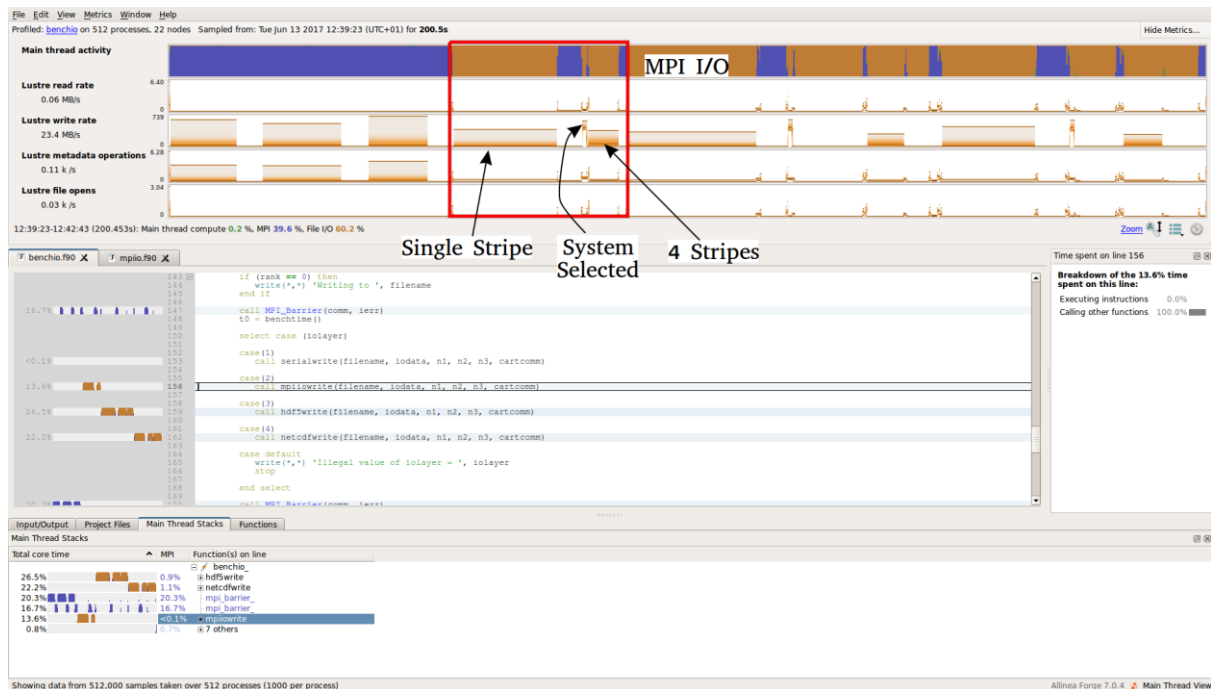 File Edit View Metrics Window Help
Profiled: benchio on 512 processes, 22 nodes Sampled from: Tue Jun 13 2017 12:39:23 (UTC+01) for 200.5s Hide Metrics...
Main thread activity
MPI I/O
Lustre read rate 6.40
0.06 MB/s 0
Lustre write rate 739
23.4 MB/s 0
Lustre metadata operations 6.28
0.11 k /s 0
Lustre file opens 3.04
0.03 k /s 0
12:39:23-12:42:43 (200.453s): Main thread compute 0.2 %, MPI 39.6 %, File I/O 60.2 % Zoom
Single Stripe System Selected 4 Stripes
benchio.f90 X mpiio.f90 X Time spent on line 156
Breakdown of the 13.6% time spent on this line:
Executing instructions 0.0%
Calling other functions 100.0%
143 if (rank == 0) then
144 write(*,*) 'Writing to ', filename
145 end if
146
16.7% 147 call MPI_Barrier(comm, ierr)
148 t0 = benchtime()
149
150 select case (iolayer)
151
152 case(1)
<0.1% 153 call serialwrite(filename, iodata, n1, n2, n3, cartcomm)
154
155 case(2)
13.6% 156 call mpiiowrite(filename, iodata, n1, n2, n3, cartcomm)
157
158 case(3)
26.5% 159 call hdf5write(filename, iodata, n1, n2, n3, cartcomm)
160
161 case(4)
22.2% 162 call netcdfwrite(filename, iodata, n1, n2, n3, cartcomm)
163
164 case default
165 write(*,*) 'Illegal value of iolayer = ', iolayer
166 stop
167
168 end select
169
call MPI_Barrier(comm, ierr)
Input/Output Project Files Main Thread Stacks Functions
Main Thread Stacks
Total core time MPI Function(s) on line
benchio_
26.5% 0.9% hdf5write
22.2% 1.1% netcdfwrite
20.3% 20.3% mpi_barrier_
16.7% 16.7% mpi_barrier_
13.6% <0.1% mpiiowrite
0.8% 0.7% 7 others
Showing data from 512,000 samples taken over 512 processes (1000 per process) Allinea Forge 7.0.4 Main Thread View